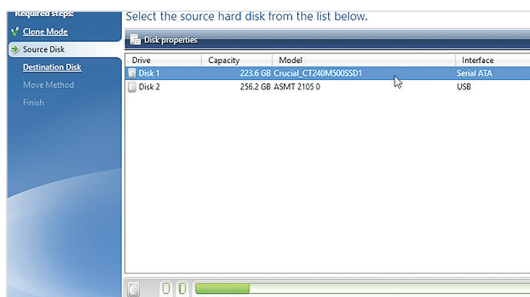 Required steps:
Select the source hard disk from the list below.
Clone Mode
Source Disk
Destination Disk
Move Method
Finish
Disk properties
Drive Capacity Model Interface
Disk 1 223.6 GB Crucial_CT240M500SSD1 Serial ATA
Disk 2 256.2 GB ASMT 2105 0 USB